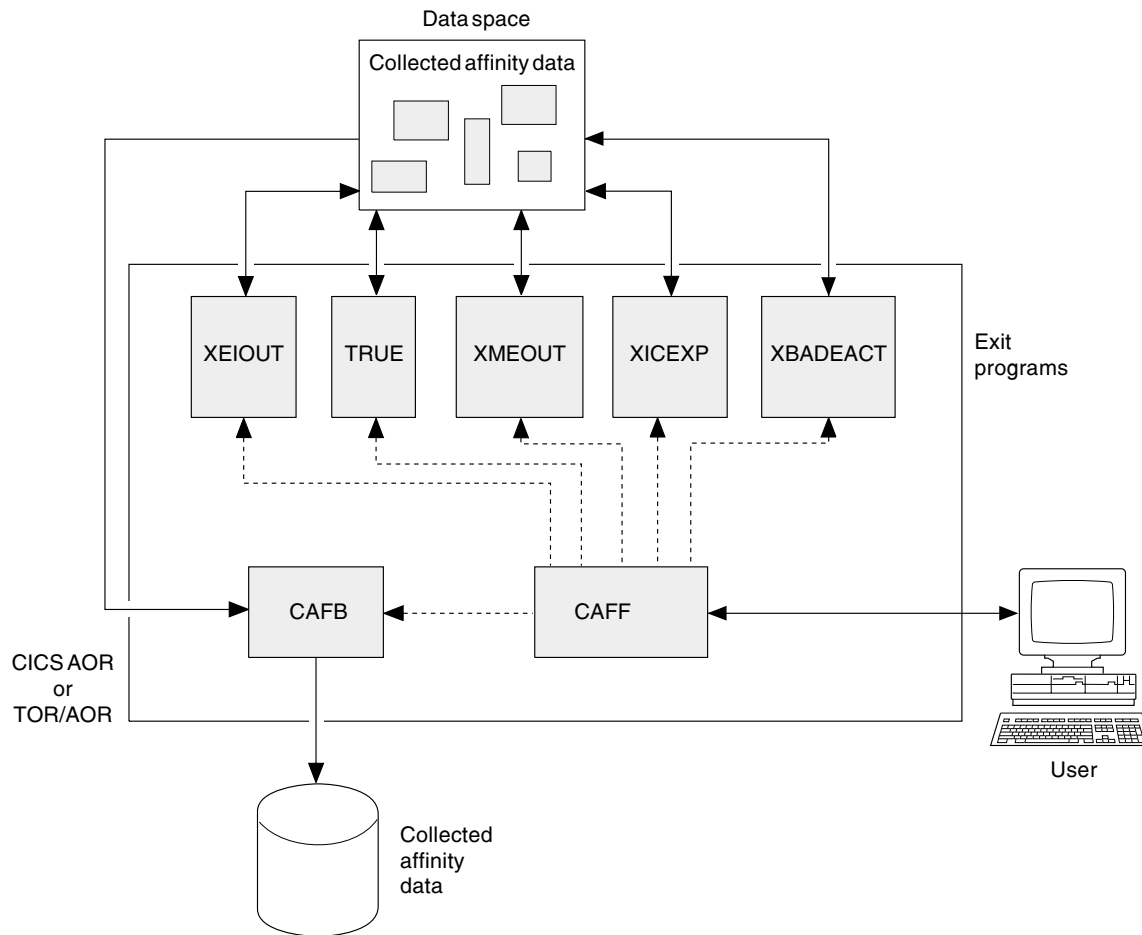 Data space
Collected affinity data
XEIOUT
TRUE
XMEOUT
XICEXP
XBADEACT
Exit
programs
CAFB
CAFF
CICS AOR
or
TOR/AOR
User
Collected
affinity
data